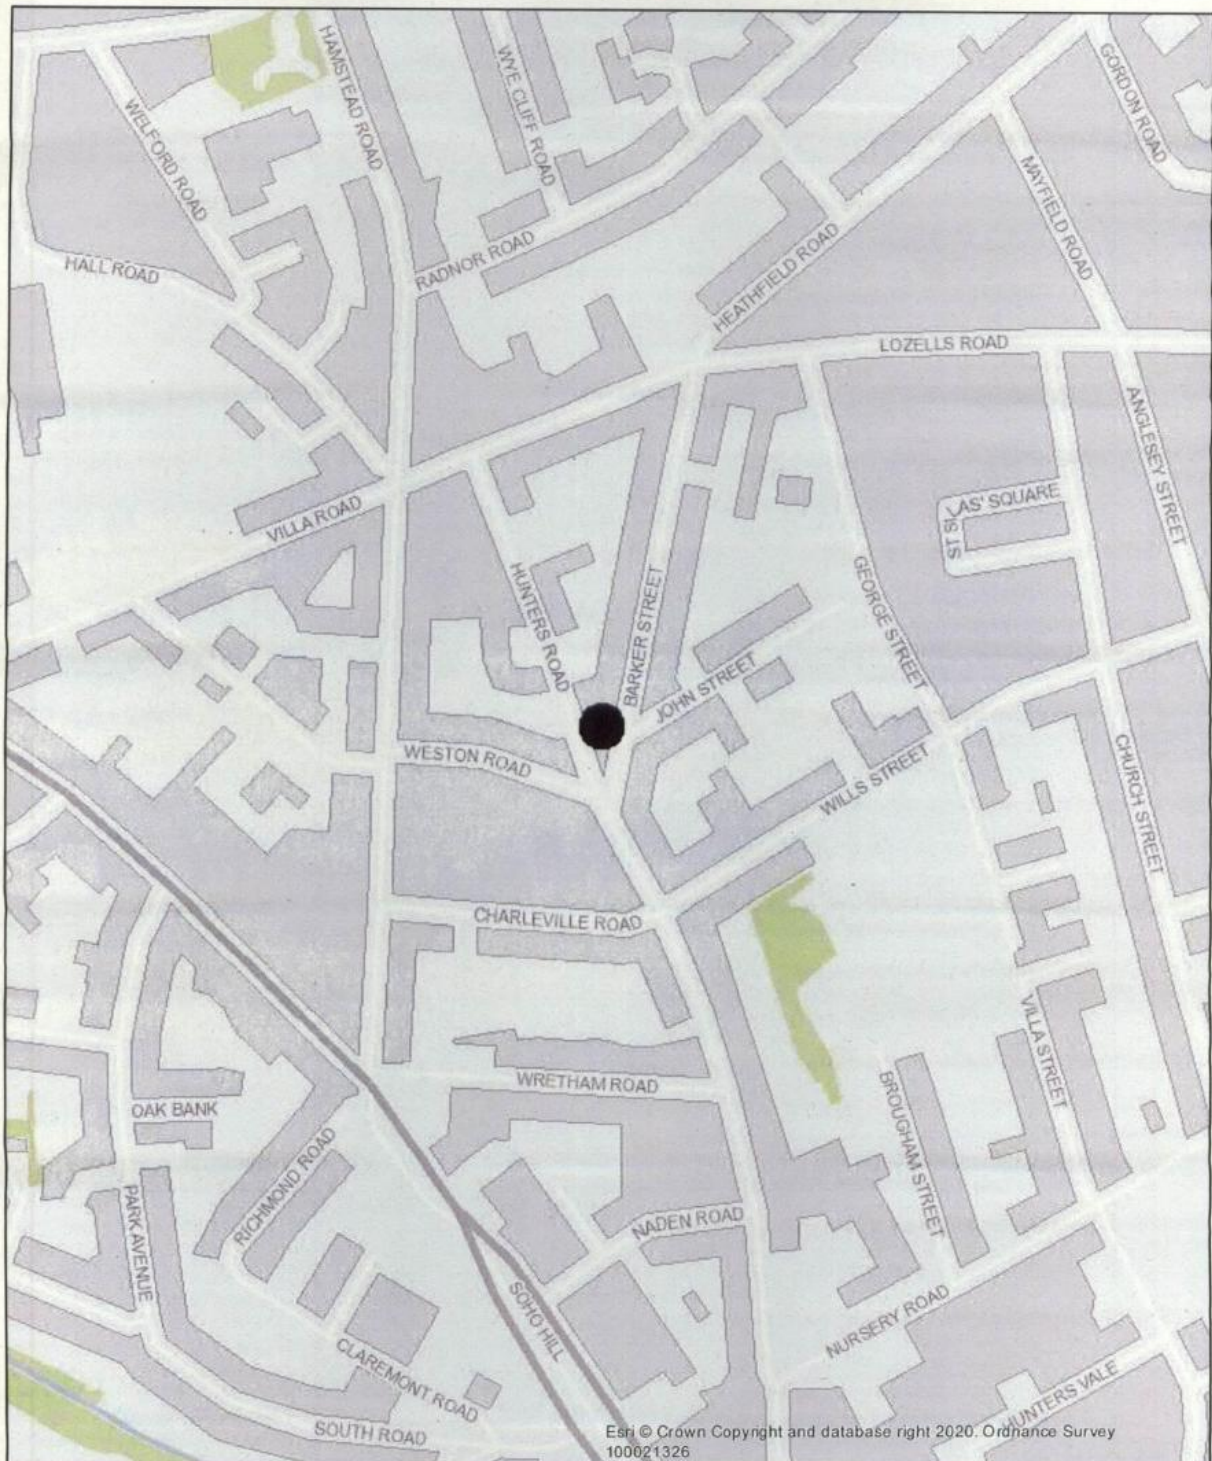 HAMSTEAD ROAD
WYE CLIFF ROAD
GORDON ROAD
WELFORD ROAD
MAYFIELD ROAD
RADNOR ROAD
HALL ROAD
HEATHFIELD ROAD
LOZELLS ROAD
ANGLESEY STREET
ST SILAS' SQUARE
VILLA ROAD
HUNTERS ROAD
BARKER STREET
GEORGE STREET
JOHN STREET
WESTON ROAD
WILLS STREET
CHURCH STREET
CHARLEVILLE ROAD
VILLA STREET
WRETHAM ROAD
BROUGHAM STREET
OAK BANK
RICHMOND ROAD
PARK AVENUE
NADEN ROAD
SOHO HILL
NURSERY ROAD
CLAREMONT ROAD
HUNTERS VALE
SOUTH ROAD
Esri © Crown Copyright and database right 2020. Ordnance Survey
100021326